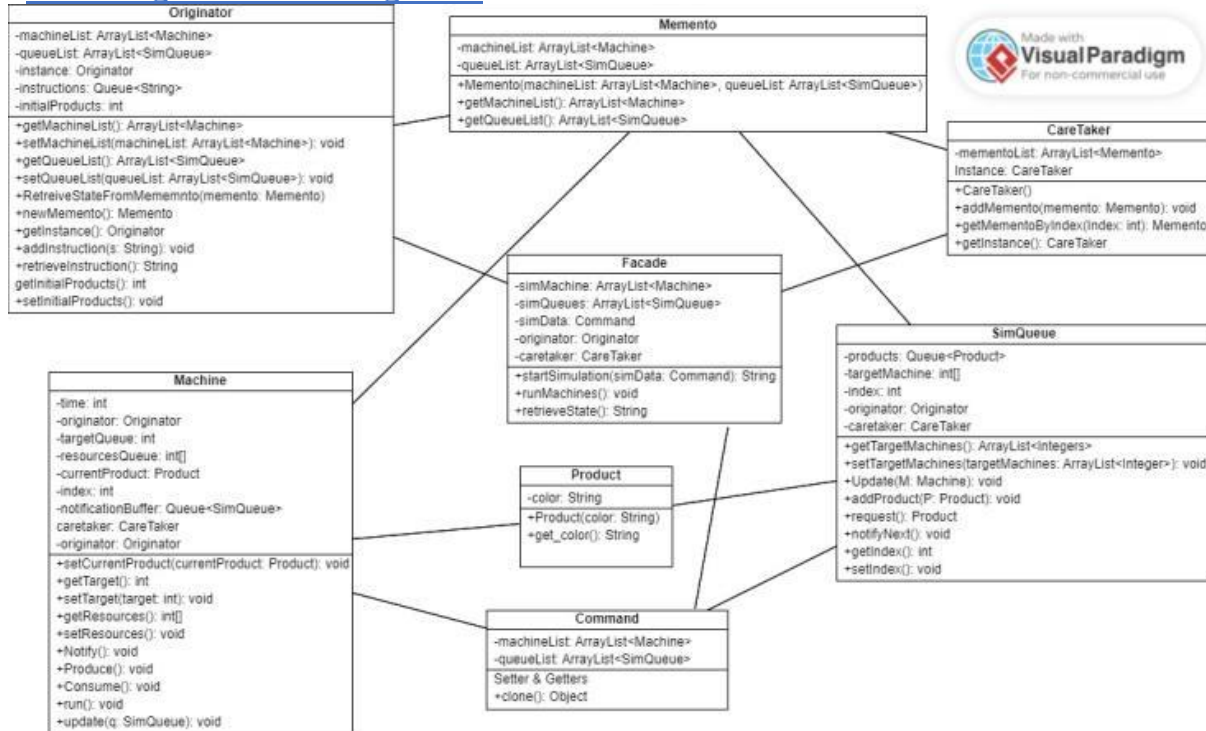 Originator
-machineList: ArrayList<Machine>
-queueList: ArrayList<SimQueue>
-instance: Originator
-instructions: Queue<String>
-initialProducts: int
+getMachineList(): ArrayList<Machine>
+setMachineList(machineList: ArrayList<Machine>): void
+getQueueList(): ArrayList<SimQueue>
+setQueueList(queueList: ArrayList<SimQueue>): void
+RetreiveStateFromMememnto(memento: Memento)
+newMemento(): Memento
+getInstance(): Originator
+addInstruction(s: String): void
+retrieveInstruction(): String
getInitialProducts(): int
+setInitialProducts(): void
Memento
-machineList: ArrayList<Machine>
-queueList: ArrayList<SimQueue>
+Memento(machineList: ArrayList<Machine>, queueList: ArrayList<SimQueue>)
+getMachineList(): ArrayList<Machine>
+getQueueList(): ArrayList<SimQueue>
Made with
Visual Paradigm
For non-commercial use
CareTaker
-mementoList: ArrayList<Memento>
Instance: CareTaker
+CareTaker()
+addMemento(memento: Memento): void
+getMementoByIndex(Index: int): Memento
+getInstance(): CareTaker
Facade
-simMachine: ArrayList<Machine>
-simQueues: ArrayList<SimQueue>
-simData: Command
-originator: Originator
-caretaker: CareTaker
+startSimulation(simData: Command): String
+runMachines(): void
+retrieveState(): String
SimQueue
-products: Queue<Product>
-targetMachine: int[]
-index: int
-originator: Originator
-caretaker: CareTaker
+getTargetMachines(): ArrayList<Integers>
+setTargetMachines(targetMachines: ArrayList<Integer>): void
+Update(M: Machine): void
+addProduct(P: Product): void
+request(): Product
+notifyNext(): void
+getIndex(): int
+setIndex(): void
Machine
-time: int
-originator: Originator
-targetQueue: int
-resourcesQueue: int[]
-currentProduct: Product
-index: int
-notificationBuffer: Queue<SimQueue>
caretaker: CareTaker
-originator: Originator
+setCurrentProduct(currentProduct: Product): void
+getTarget(): int
+setTarget(target: int): void
+getResources(): int[]
+setResources(): void
+Notify(): void
+Produce(): void
+Consume(): void
+run(): void
+update(q: SimQueue): void
Product
-color: String
+Product(color: String)
+get_color(): String
Command
-machineList: ArrayList<Machine>
-queueList: ArrayList<SimQueue>
Setter & Getters
+clone(): Object